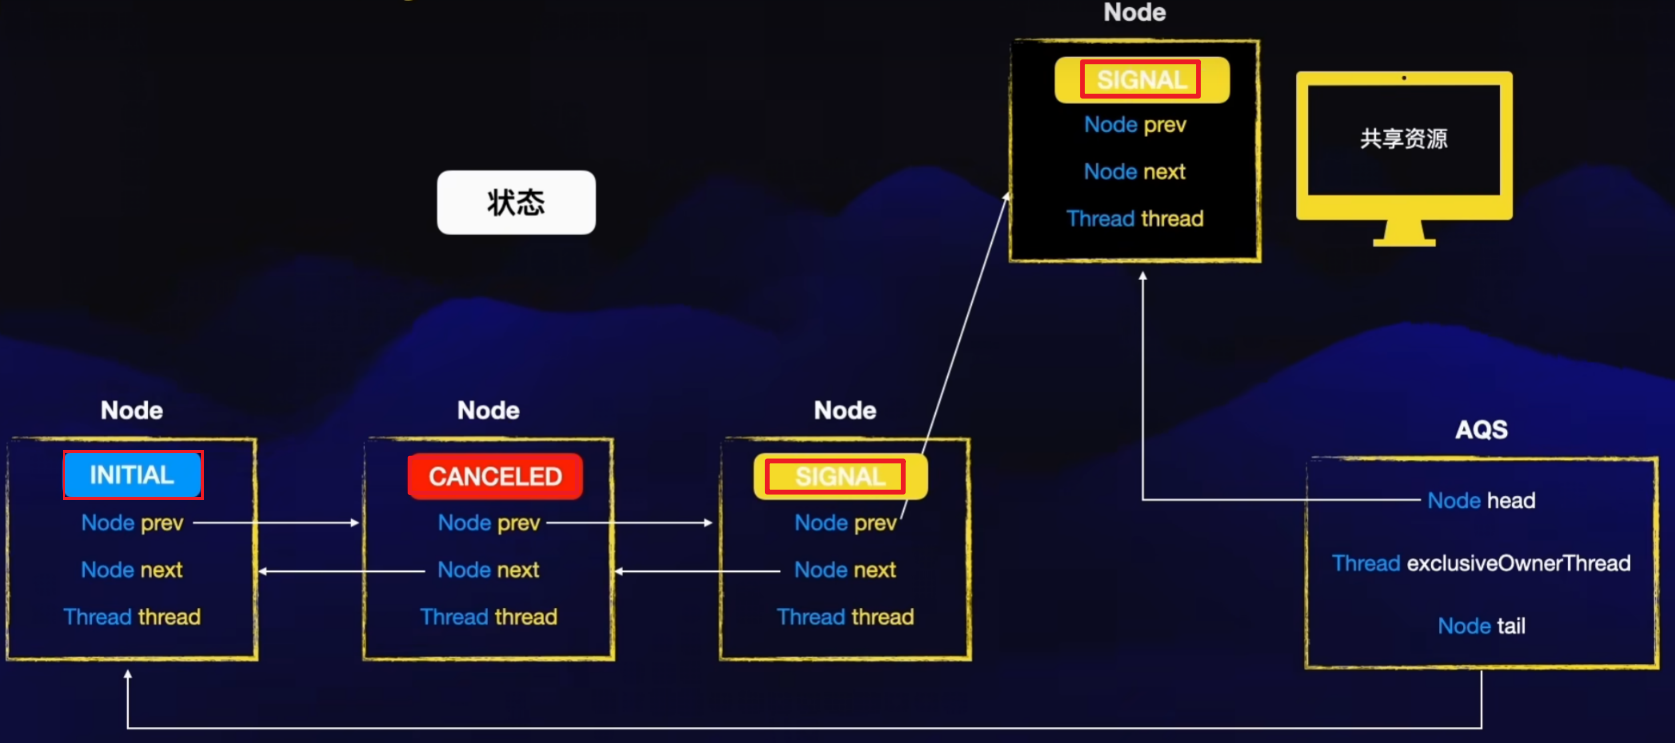 Node
SIGNAL
Node prev
Node next
Thread thread
共享资源
状态
Node
INITIAL
Node prev
Node next
Thread thread
Node
CANCELED
Node prev
Node next
Thread thread
Node
SIGNAL
Node prev
Node next
Thread thread
AQS
Node head
Thread exclusiveOwnerThread
Node tail